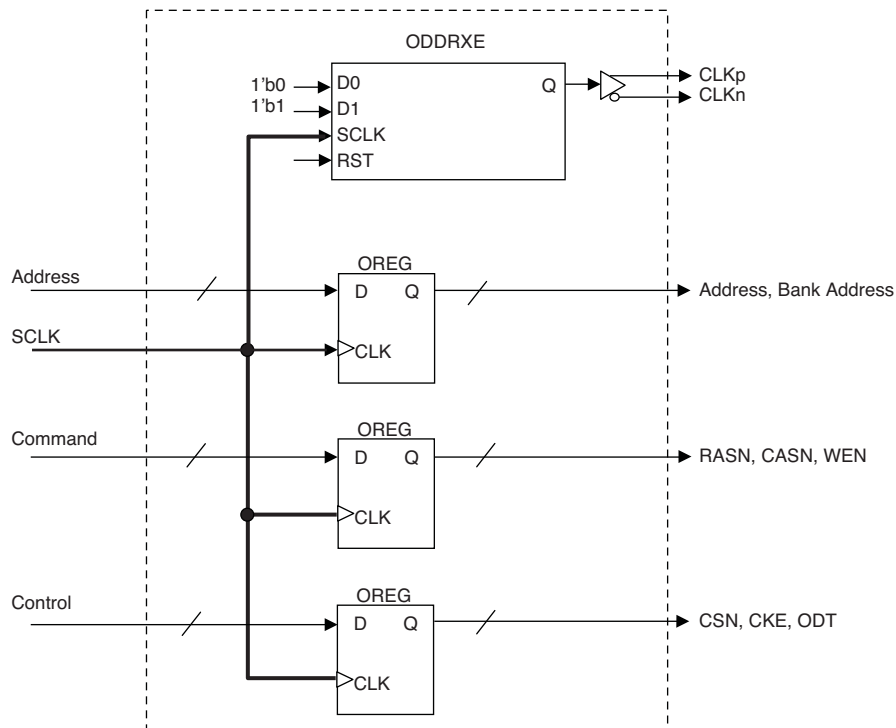 ODDRXE
1'b0
D0
Q
CLKp
1'b1
D1
CLKn
SCLK
RST
Address
OREG
D Q
Address, Bank Address
SCLK
CLK
Command
OREG
D Q
RASN, CASN, WEN
CLK
Control
OREG
D Q
CSN, CKE, ODT
CLK